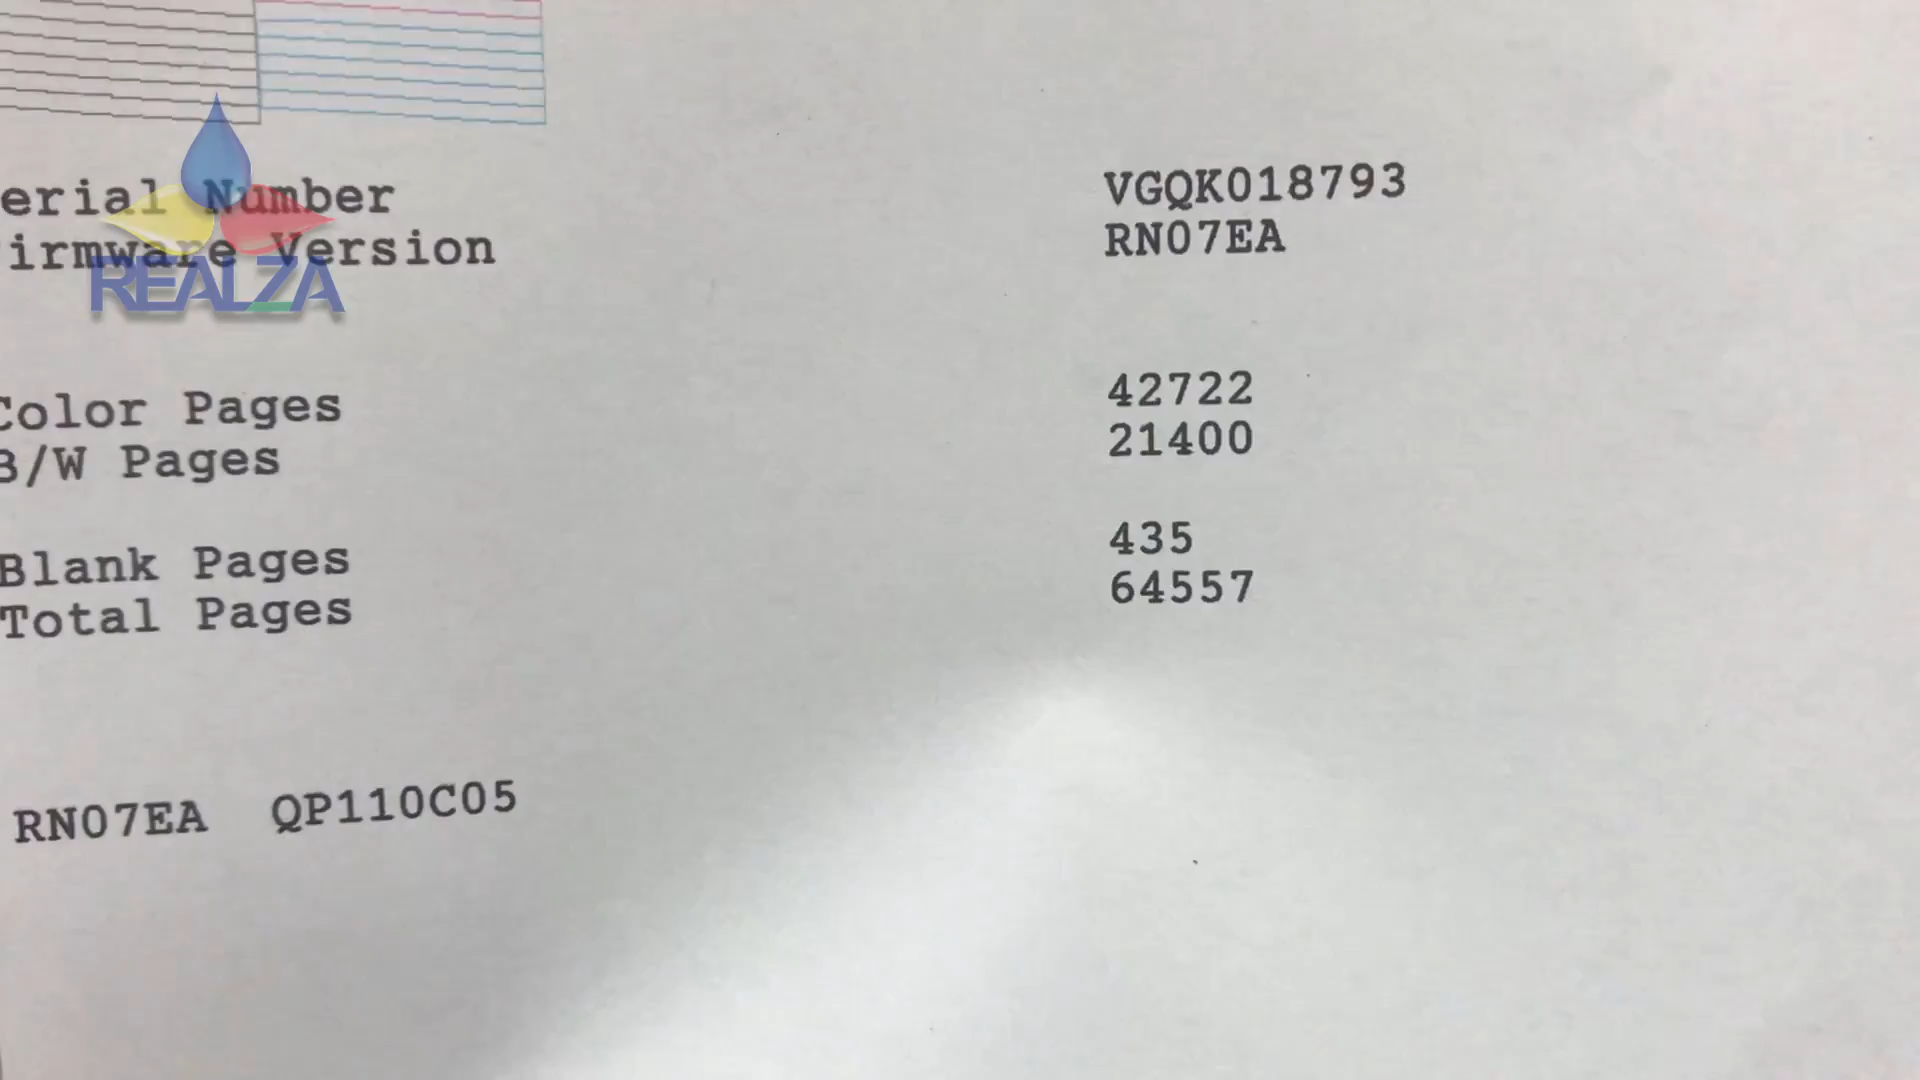 erial Number VGQK018793
irmware Version RN07EA
REALZA
Color Pages 42722
B/W Pages 21400
Blank Pages 435
Total Pages 64557
RN07EA QP110C05